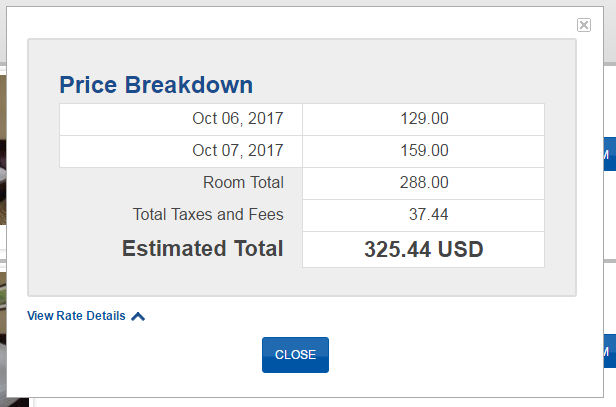 Price Breakdown
Oct 06, 2017 129.00
Oct 07, 2017 159.00
Room Total 288.00
Total Taxes and Fees 37.44
Estimated Total 325.44 USD
View Rate Details
CLOSE
M
M